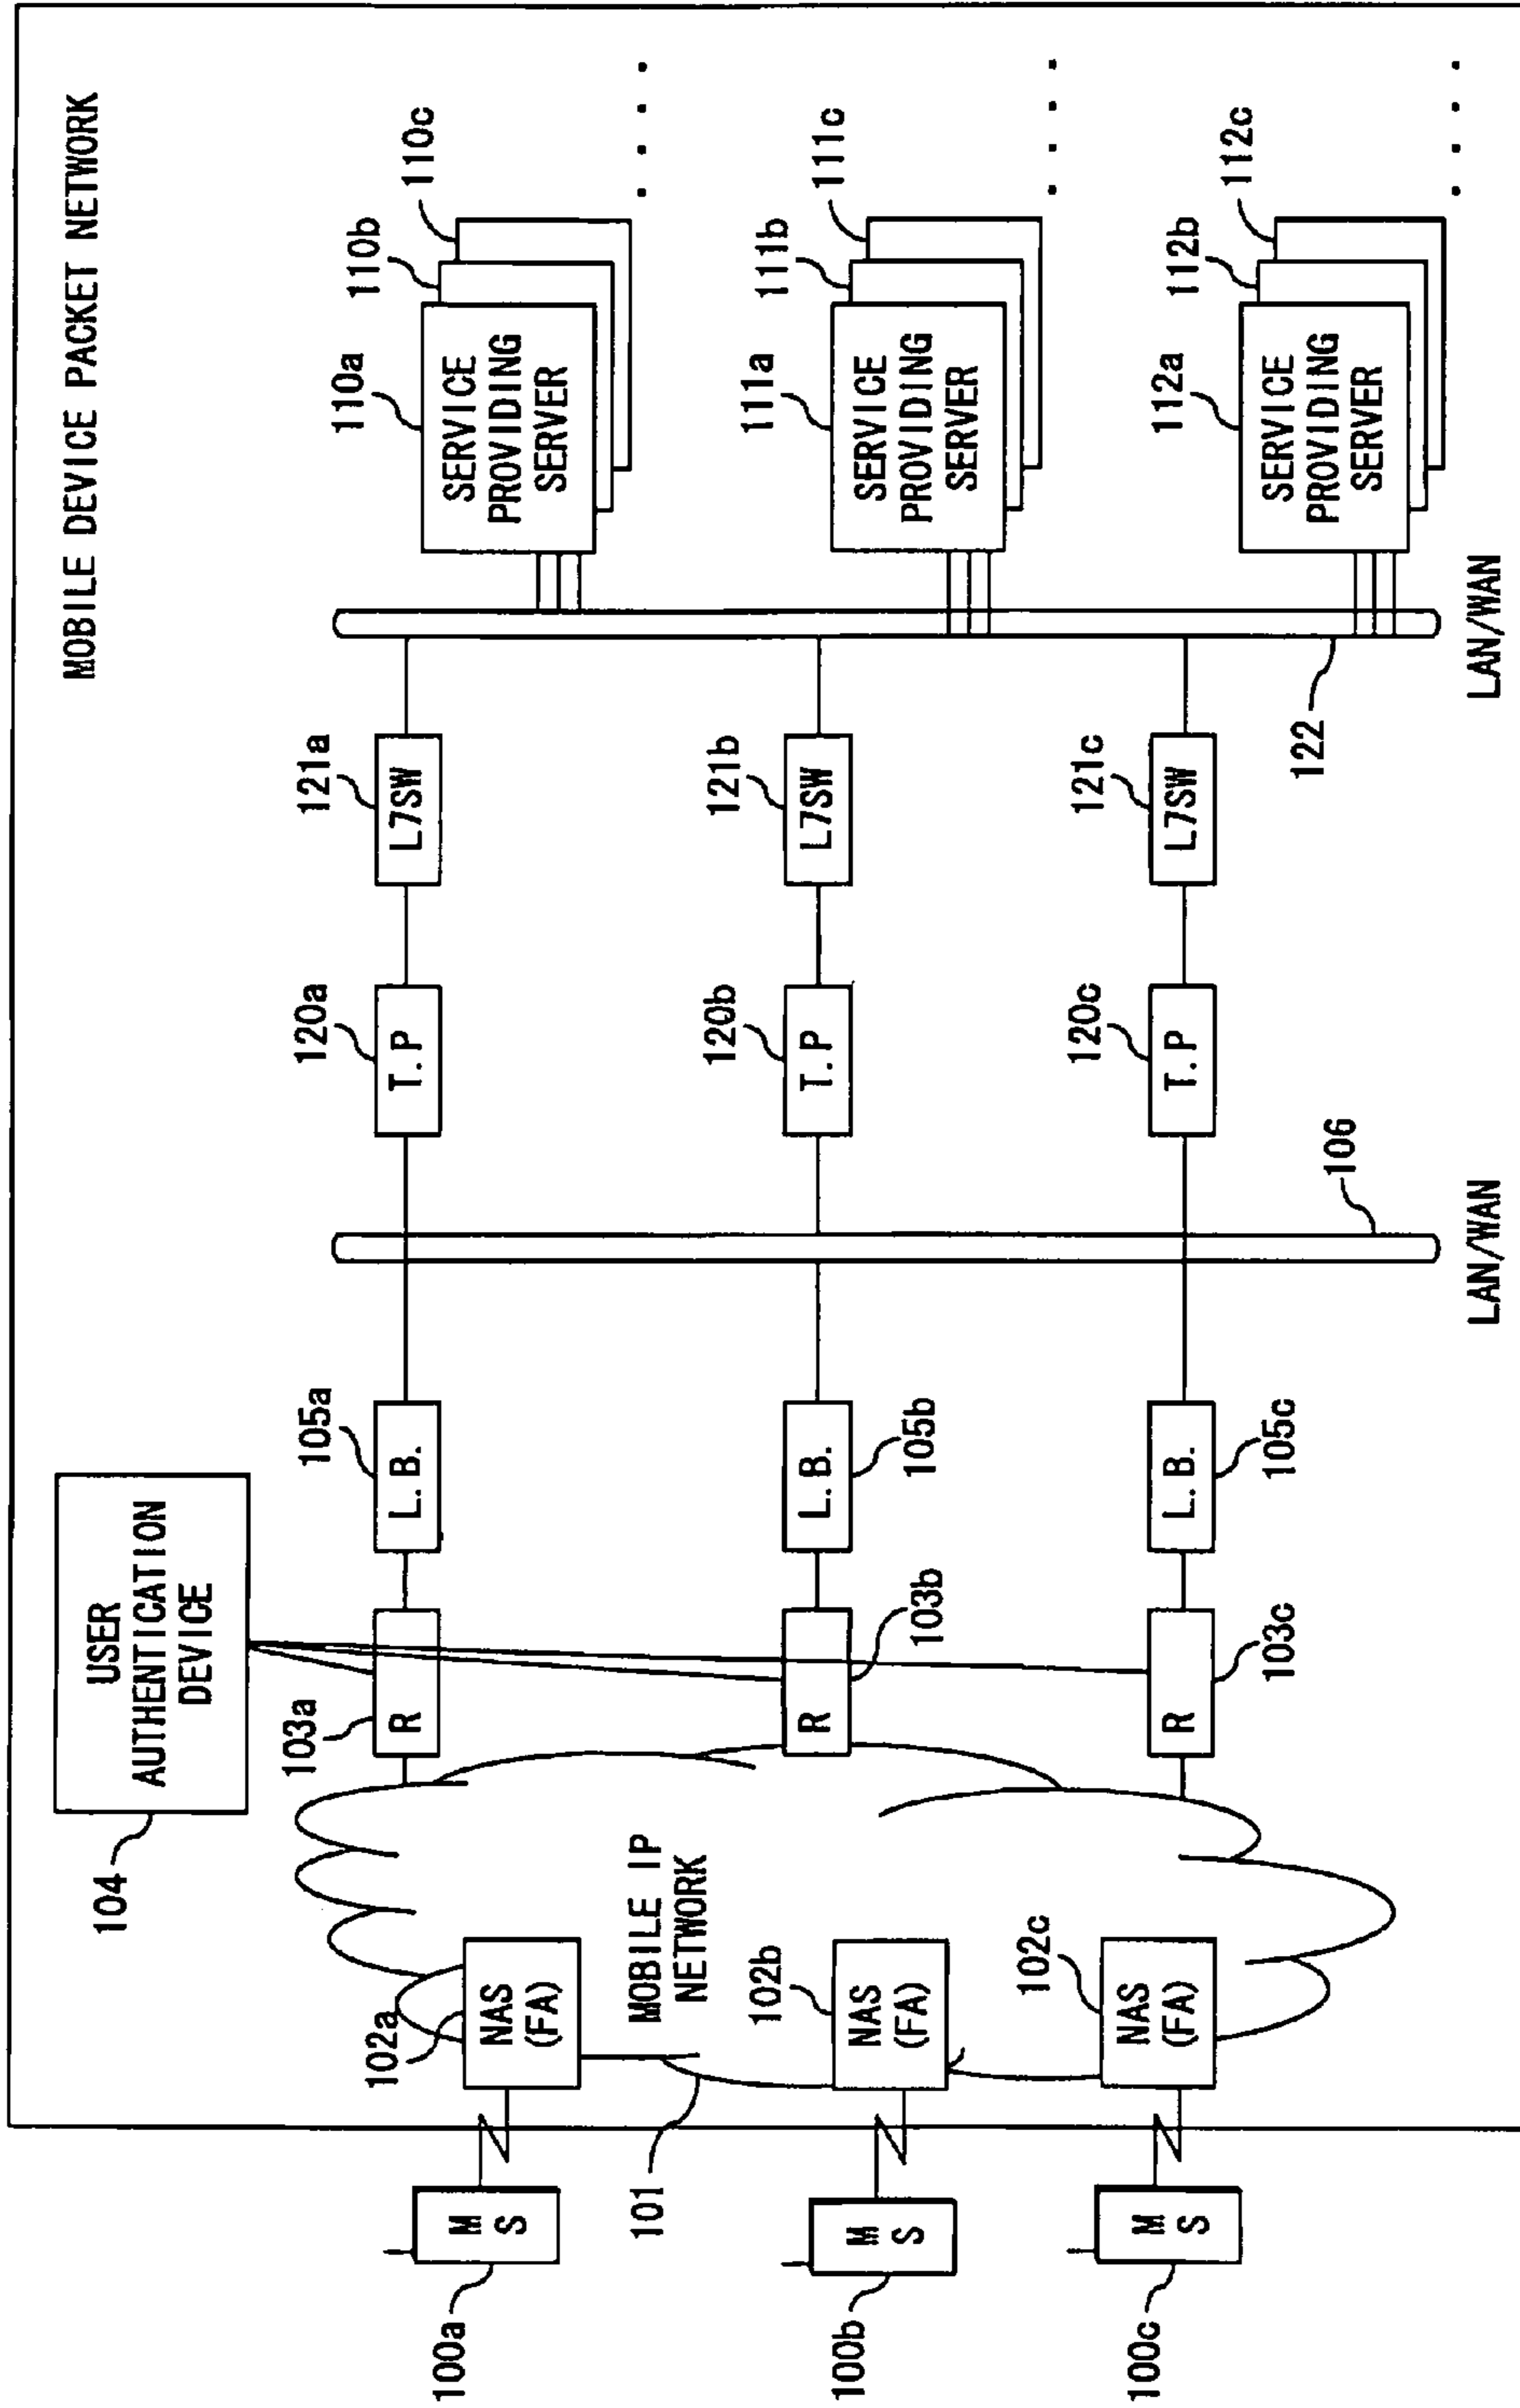 MOBILE DEVICE PACKET NETWORK
104
USER
AUTHENTICATION
DEVICE
100a
M
S
102a
NAS
(FA)
103a
R
105a
L. B.
120a
T. P
121a
L7SW
110a
110b
110c
SERVICE
PROVIDING
SERVER
. . . .
101
MOBILE IP
NETWORK
100b
M
S
102b
NAS
(FA)
103b
R
105b
L. B.
120b
T. P
121b
L7SW
111a
111b
111c
SERVICE
PROVIDING
SERVER
. . . .
100c
M
S
102c
NAS
(FA)
103c
R
105c
L. B.
106
120c
T. P
121c
L7SW
122
112a
112b
112c
SERVICE
PROVIDING
SERVER
. . . .
LAN/WAN
LAN/WAN